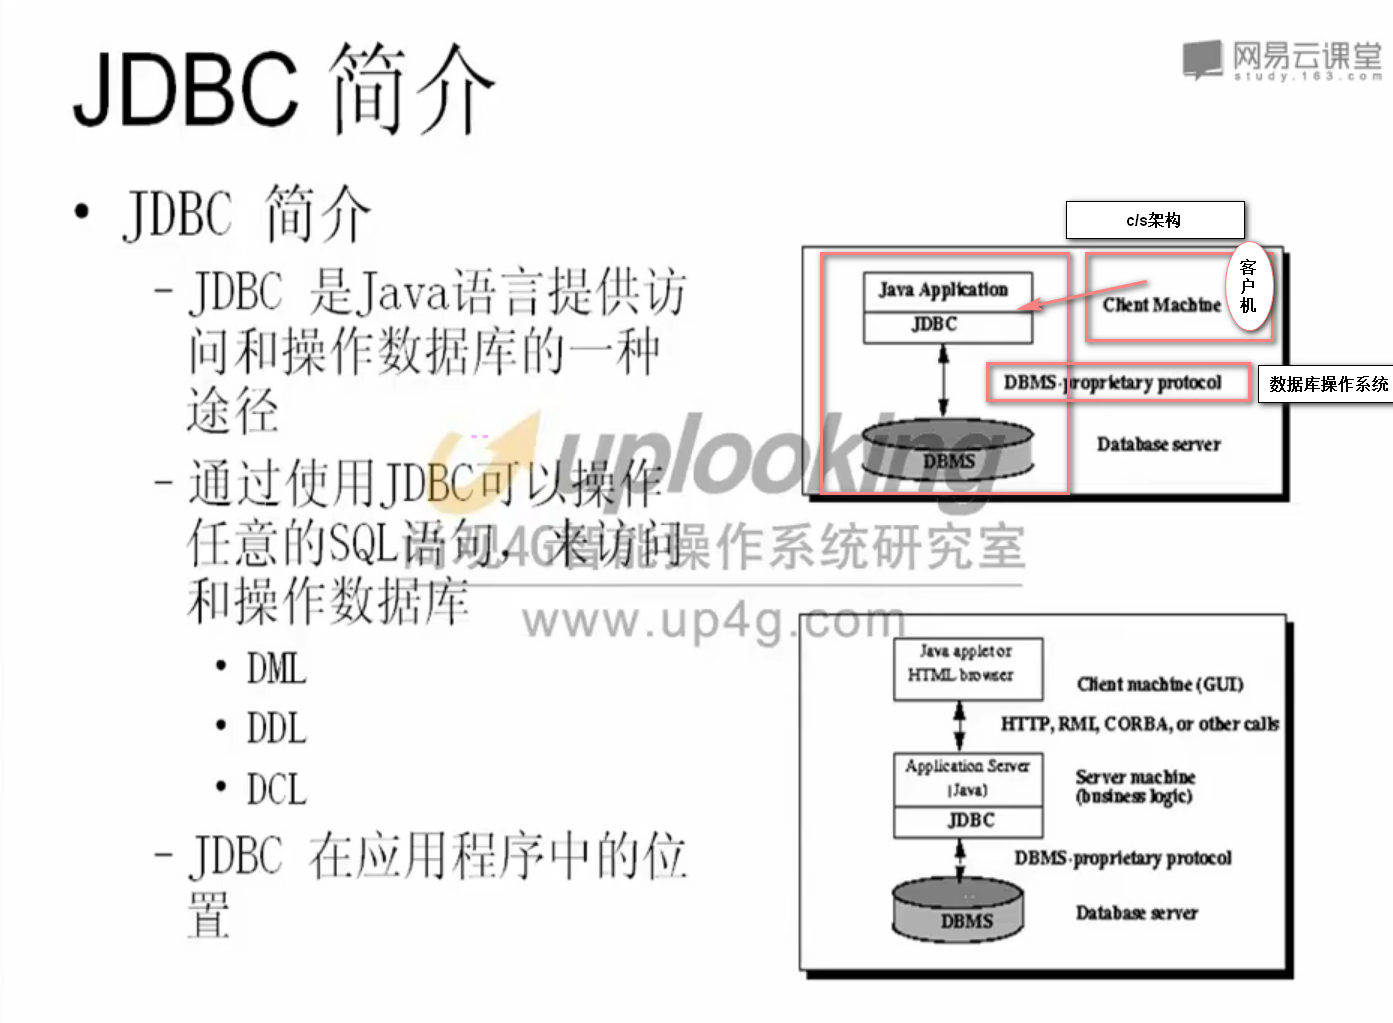 JDBC 简介
网易云课堂
study.163.com
• JDBC 简介
– JDBC 是Java语言提供访
问和操作数据库的一种
途径
– 通过使用JDBC可以操作
任意的SQL语句，来访问
和操作数据库
• DML
• DDL
• DCL
– JDBC 在应用程序中的位
置
c/s架构
Java Application
JDBC
Client Machine
客户机
DBMS-proprietary protocol
数据库操作系统
Database server
DBMS
uplooking
尚观4G智能操作系统研究室
www.up4g.com
Java applet or
HTML browser
Client machine (GUI)
HTTP, RMI, CORBA, or other calls
Application Server
(Java)
JDBC
Server machine
(business logic)
DBMS-proprietary protocol
DBMS
Database server